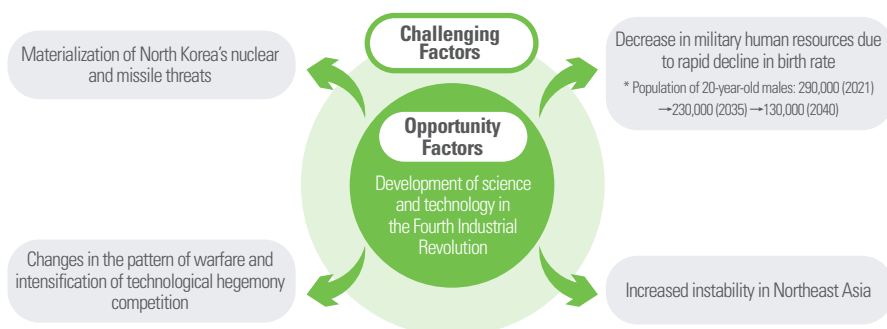 Materialization of North Korea's nuclear
and missile threats
Challenging
Factors
Decrease in military human resources due
to rapid decline in birth rate
* Population of 20-year-old males: 290,000 (2021)
→230,000 (2035) →130,000 (2040)
Opportunity
Factors
Development of science
and technology in
the Fourth Industrial
Revolution
Changes in the pattern of warfare and
intensification of technological hegemony
competition
Increased instability in Northeast Asia